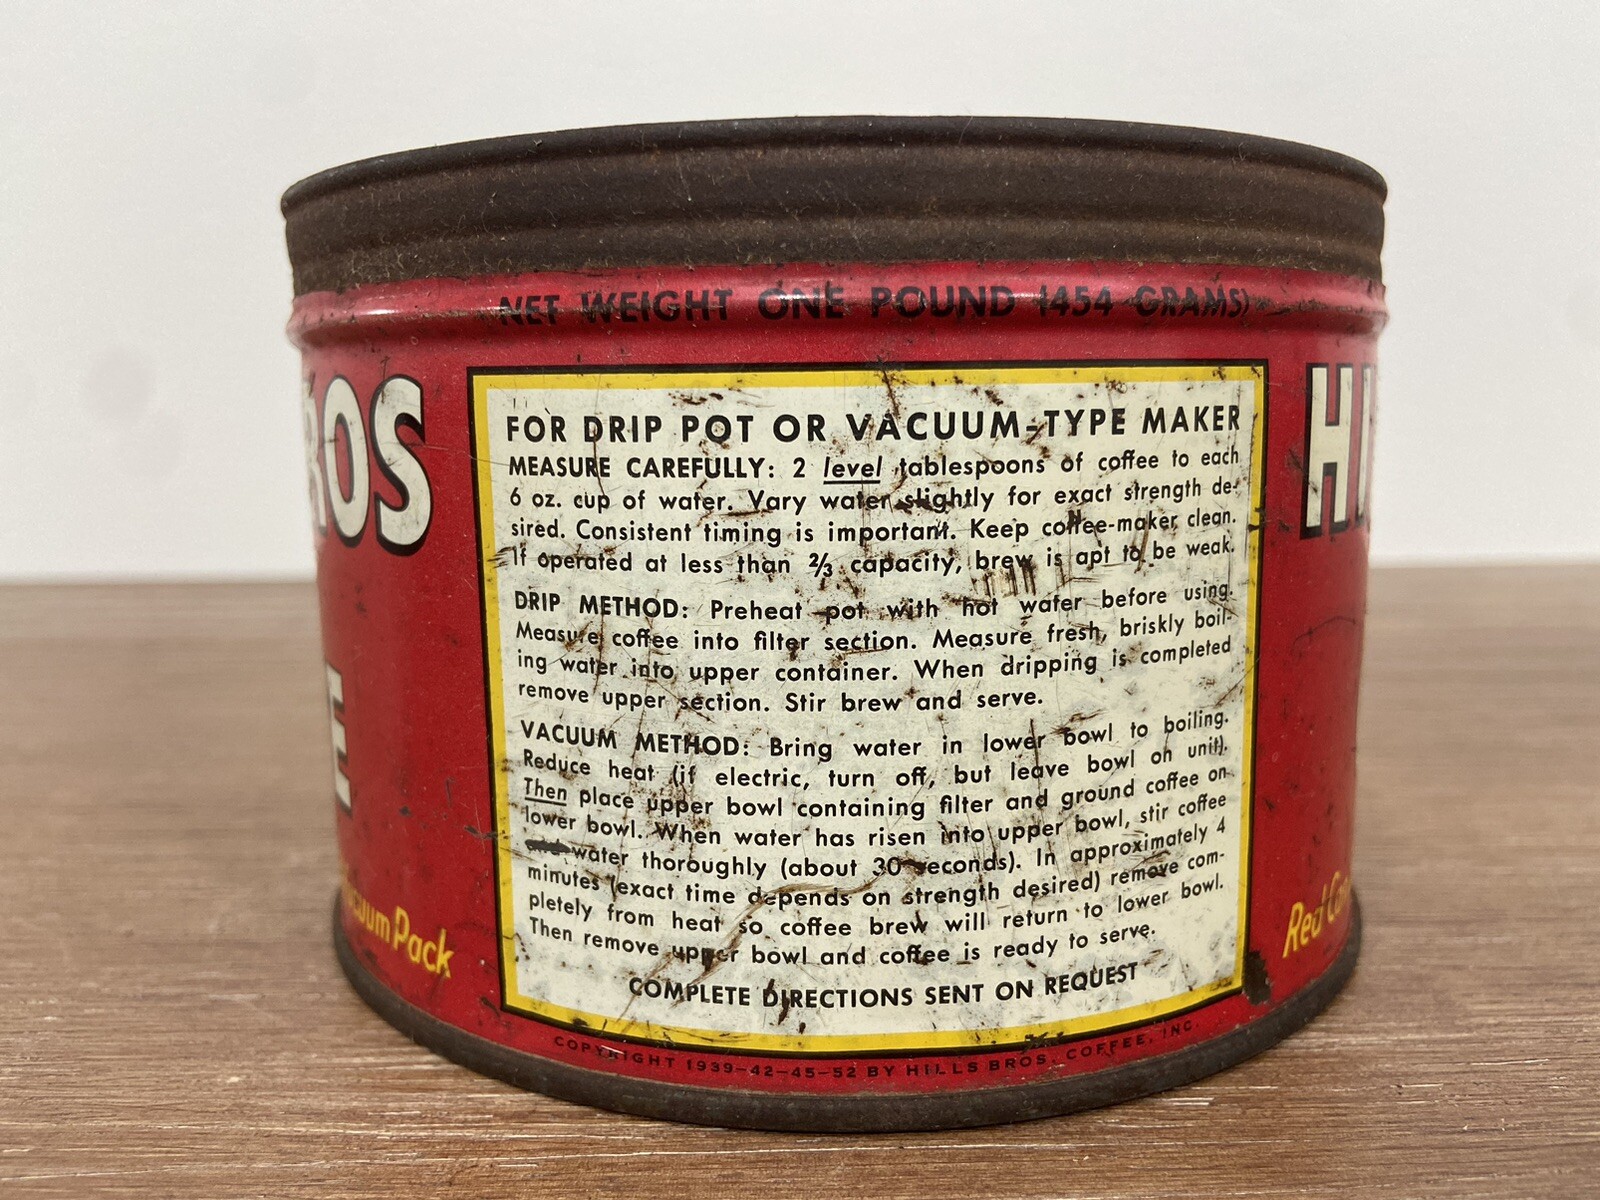 NET WEIGHT ONE POUND (454 GRAMS)
ROS
HI
E
Vacuum Pack
Red Can
FOR DRIP POT OR VACUUM-TYPE MAKER
MEASURE CAREFULLY: 2 level tablespoons of coffee to each
6 oz. cup of water. Vary water slightly for exact strength de-
sired. Consistent timing is important. Keep coffee-maker clean.
If operated at less than ⅔ capacity, brew is apt to be weak.
DRIP METHOD: Preheat pot with hot water before using.
Measure coffee into filter section. Measure fresh, briskly boil-
ing water into upper container. When dripping is completed
remove upper section. Stir brew and serve.
VACUUM METHOD: Bring water in lower bowl to boiling.
Reduce heat (if electric, turn off, but leave bowl on unit).
Then place upper bowl containing filter and ground coffee on
lower bowl. When water has risen into upper bowl, stir coffee
and water thoroughly (about 30 seconds). In approximately 4
minutes (exact time depends on strength desired) remove com-
pletely from heat so coffee brew will return to lower bowl.
Then remove upper bowl and coffee is ready to serve.
COMPLETE DIRECTIONS SENT ON REQUEST
COPYRIGHT 1939-42-45-52 BY HILLS BROS. COFFEE, INC.